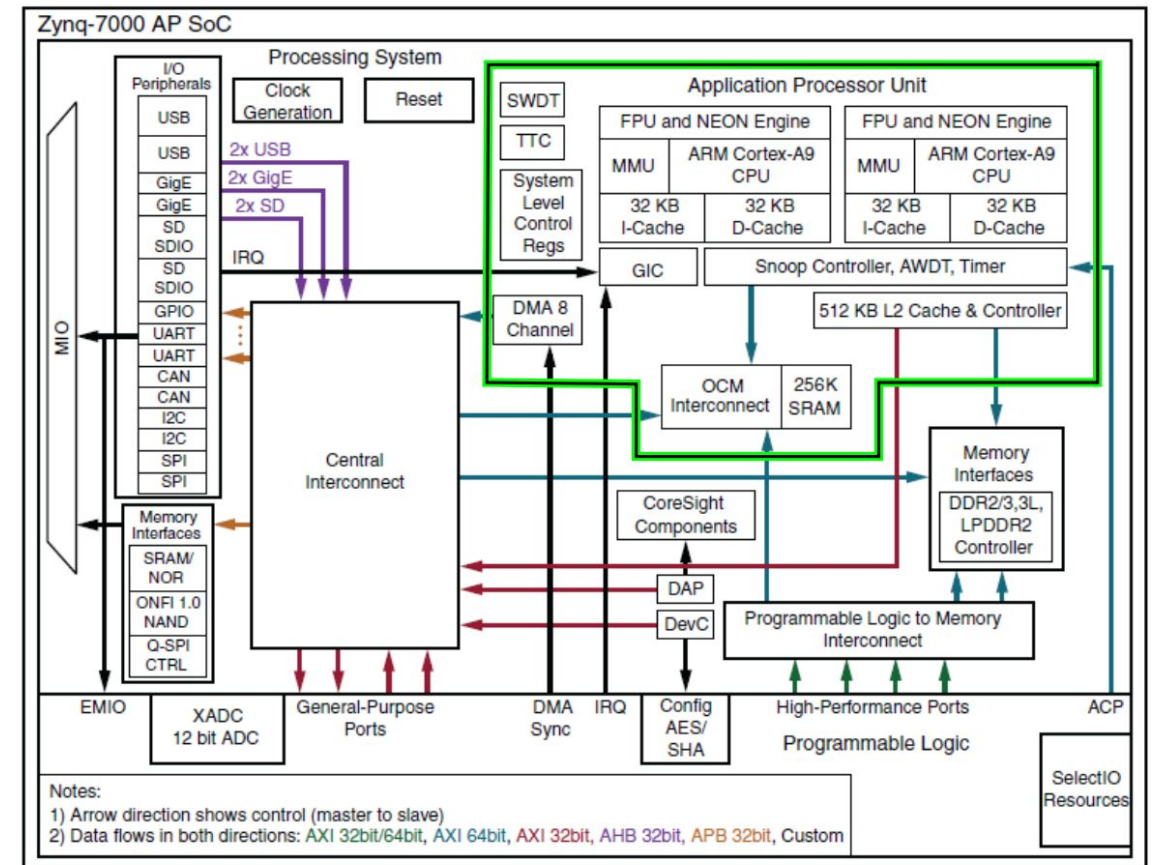 Zynq-7000 AP SoC
Processing System
I/O
Peripherals
USB
USB
GigE
GigE
SD
SDIO
SD
SDIO
GPIO
UART
UART
CAN
CAN
I2C
I2C
SPI
SPI
MIO
Clock
Generation
Reset
2x USB
2x GigE
2x SD
IRQ
SWDT
TTC
System
Level
Control
Regs
Application Processor Unit
FPU and NEON Engine
MMU
ARM Cortex-A9
CPU
32 KB
I-Cache
32 KB
D-Cache
FPU and NEON Engine
MMU
ARM Cortex-A9
CPU
32 KB
I-Cache
32 KB
D-Cache
GIC
Snoop Controller, AWDT, Timer
DMA 8
Channel
512 KB L2 Cache & Controller
OCM
Interconnect
256K
SRAM
Central
Interconnect
Memory
Interfaces
DDR2/3,3L,
LPDDR2
Controller
CoreSight
Components
DAP
DevC
Programmable Logic to Memory
Interconnect
Memory
Interfaces
SRAM/
NOR
ONFI 1.0
NAND
Q-SPI
CTRL
EMIO
XADC
12 bit ADC
General-Purpose
Ports
DMA
Sync
IRQ
Config
AES/
SHA
High-Performance Ports
ACP
Programmable Logic
SelectIO
Resources
Notes:
1) Arrow direction shows control (master to slave)
2) Data flows in both directions: AXI 32bit/64bit, AXI 64bit, AXI 32bit, AHB 32bit, APB 32bit, Custom